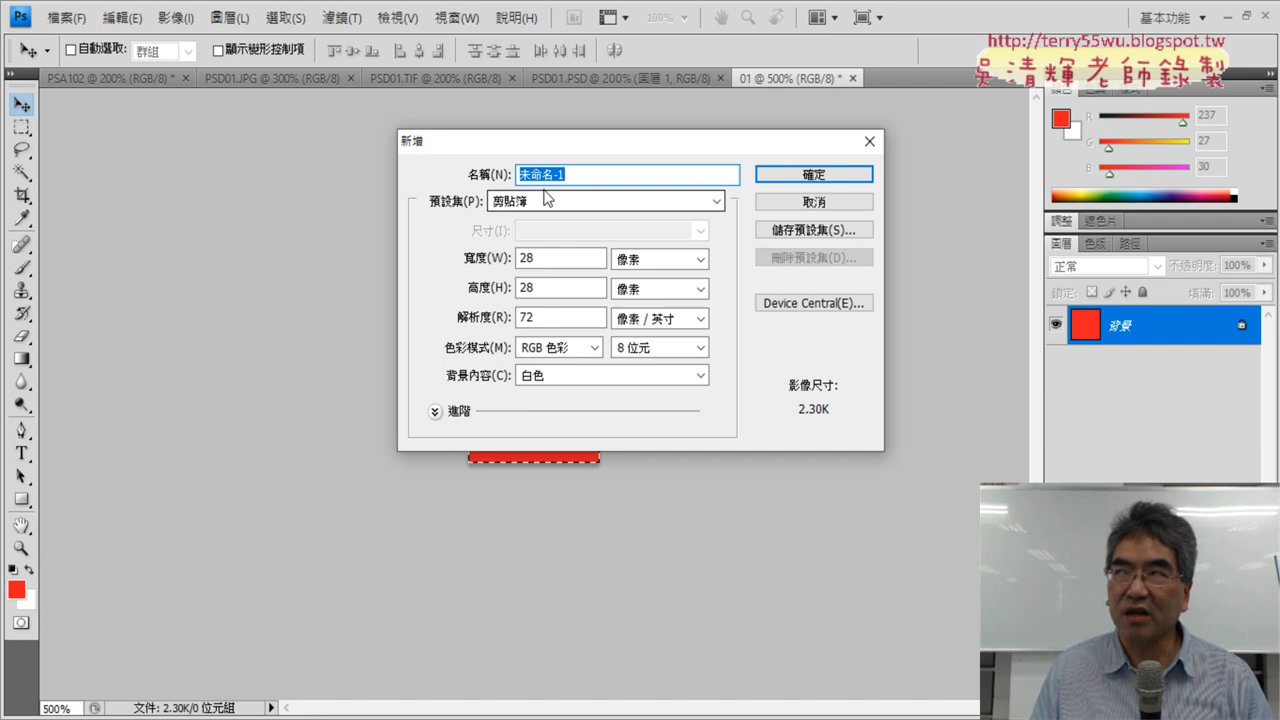 Ps 檔案(F) 編輯(E) 影像(I) 圖層(L) 選取(S) 濾鏡(T) 檢視(V) 視窗(W) 說明(H) Br 100% 基本功能
自動選取: 群組 顯示變形控制項
http://terry55wu.blogspot.tw
吳清輝老師錄製
PSA102 @ 200% (RGB/8) * × PSD01.JPG @ 300% (RGB/8) × PSD01.TIF @ 200% (RGB/8) × PSD01.PSD @ 200% (圖層 1, RGB/8) × 01 @ 500% (RGB/8) * ×
R 237
G 27
B 30
新增
名稱(N): 未命名-1 確定
預設集(P): 剪貼簿 取消
尺寸(I): 儲存預設集(S)...
寬度(W): 28 像素 刪除預設集(D)...
高度(H): 28 像素 Device Central(E)...
解析度(R): 72 像素 / 英寸
色彩模式(M): RGB 色彩 8 位元
背景內容(C): 白色 影像尺寸:
進階 2.30K
調整 遮色片
圖層 色版 路徑
正常 不透明度: 100%
鎖定: 填滿: 100%
背景
T
500% 文件: 2.30K/0 位元組